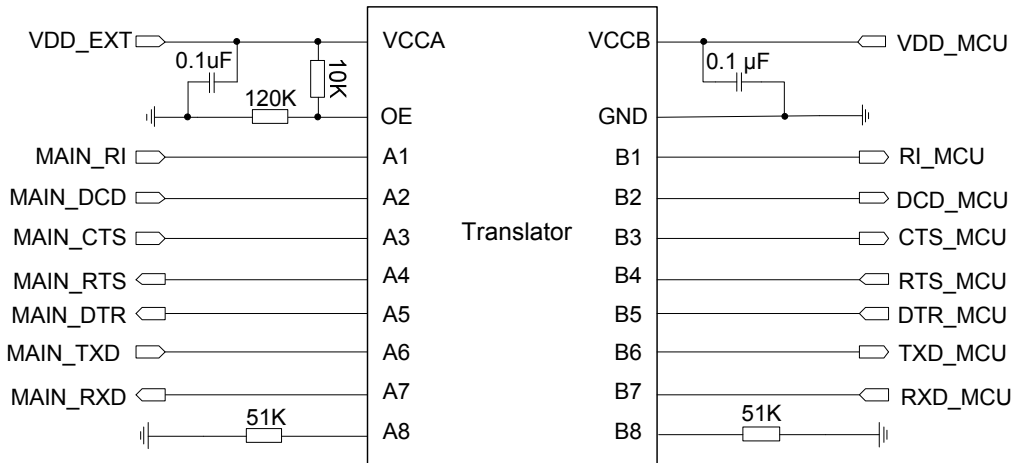 VDD_EXT VCCA VCCB VDD_MCU
0.1uF 10K 0.1 µF
120K
OE GND
MAIN_RI A1 B1 RI_MCU
MAIN_DCD A2 B2 DCD_MCU
MAIN_CTS A3 Translator B3 CTS_MCU
MAIN_RTS A4 B4 RTS_MCU
MAIN_DTR A5 B5 DTR_MCU
MAIN_TXD A6 B6 TXD_MCU
MAIN_RXD A7 B7 RXD_MCU
51K A8 B8 51K